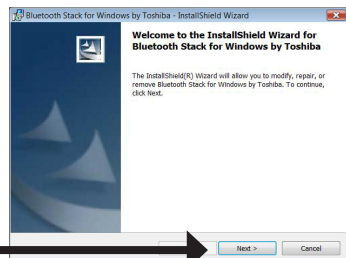 Bluetooth Stack for Windows by Toshiba - InstallShield Wizard
Welcome to the InstallShield Wizard for
Bluetooth Stack for Windows by Toshiba
The InstallShield(R) Wizard will allow you to modify, repair, or
remove Bluetooth Stack for Windows by Toshiba. To continue,
click Next.
Next > Cancel